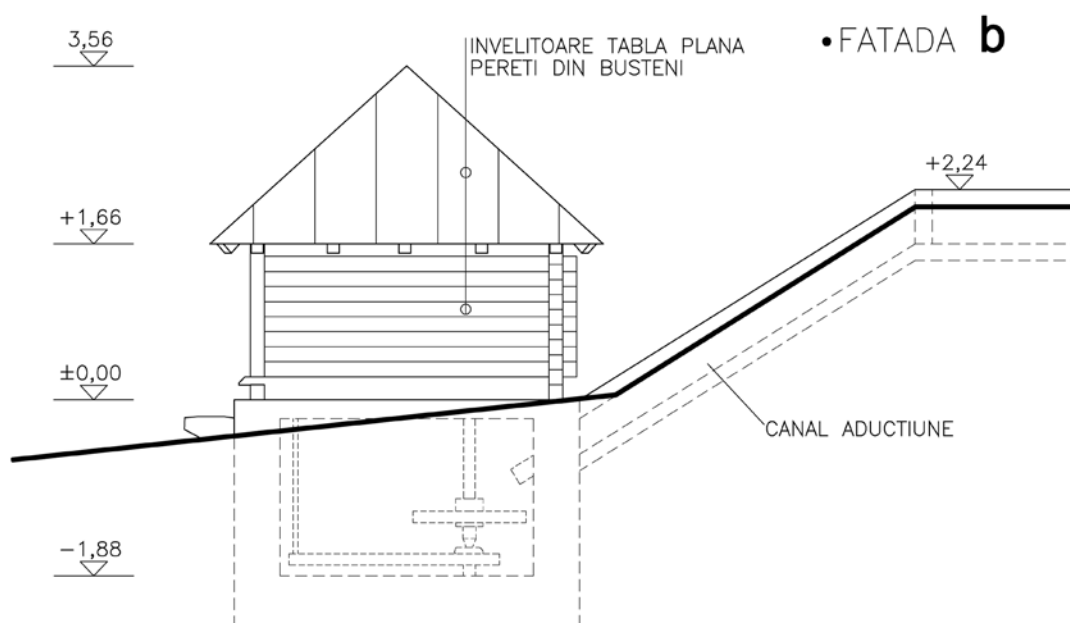 3,56
INVELITOARE TABLA PLANA
PERETI DIN BUSTENI
•FATADA b
+2,24
+1,66
±0,00
CANAL ADUCTIUNE
−1,88